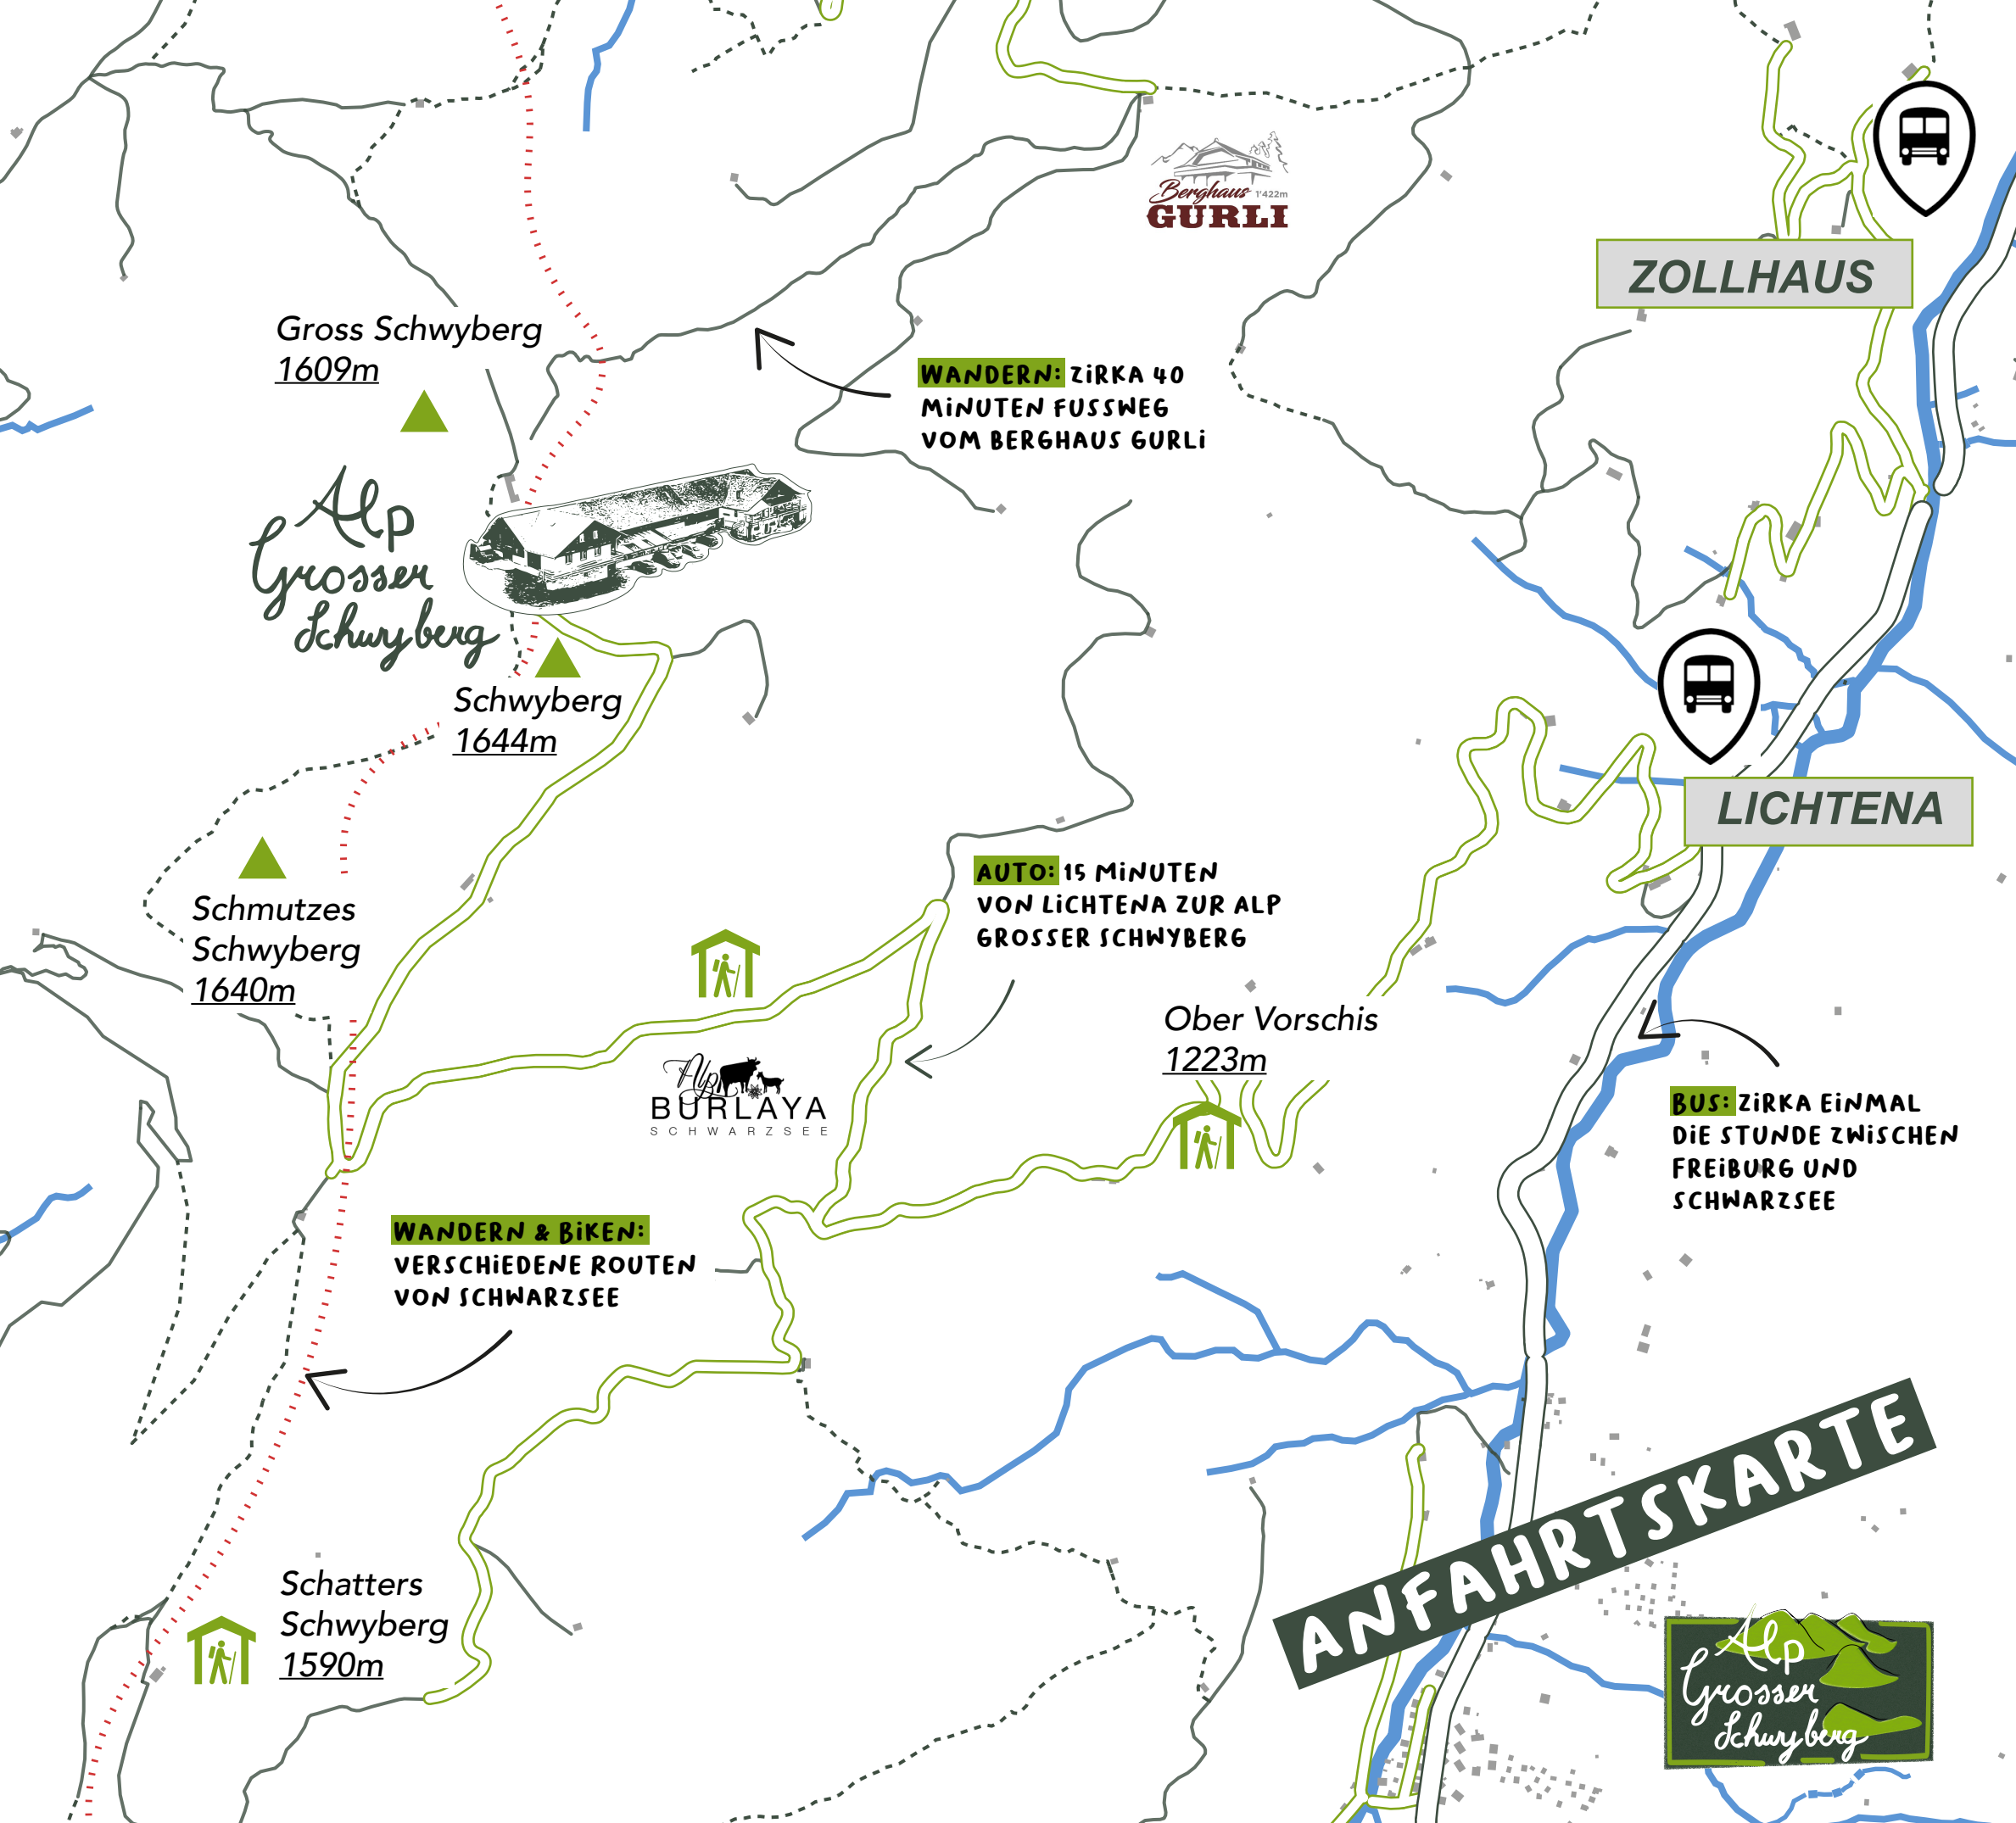 Berghaus 1'422m
GURLI
ZOLLHAUS
Gross Schwyberg
1609m
WANDERN: ZiRKA 40
MiNUTEN FUSSWEG
VOM BERGHAUS GURLi
Alp
Grosser
Schwyberg
Schwyberg
1644m
LICHTENA
Schmutzes
Schwyberg
1640m
AUTO: 15 MiNUTEN
VON LiCHTENA ZUR ALP
GROSSER SCHWYBERG
Ober Vorschis
1223m
Alp
BURLAYA
SCHWARZSEE
BUS: ZiRKA EiNMAL
DiE STUNDE ZWiSCHEN
FREiBURG UND
SCHWARZSEE
WANDERN & BiKEN:
VERSCHiEDENE ROUTEN
VON SCHWARZSEE
ANFAHRTSKARTE
Schatters
Schwyberg
1590m
Alp
Grosser
Schwyberg